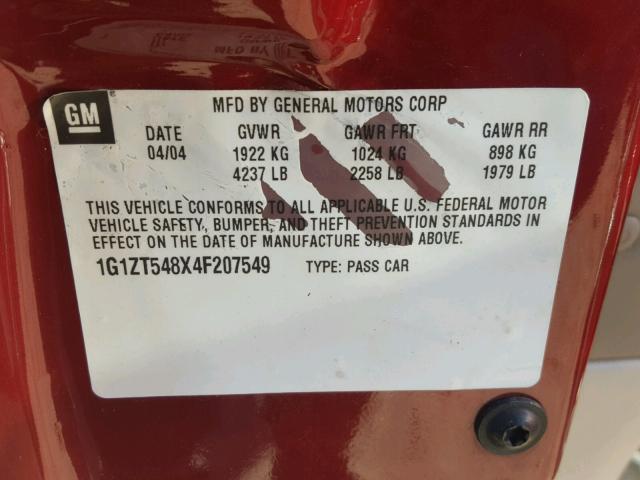 GM
MFD BY GENERAL MOTORS CORP
DATE GVWR GAWR FRT GAWR RR
04/04 1922 KG 1024 KG 898 KG
4237 LB 2258 LB 1979 LB
THIS VEHICLE CONFORMS TO ALL APPLICABLE U.S. FEDERAL MOTOR
VEHICLE SAFETY, BUMPER, AND THEFT PREVENTION STANDARDS IN
EFFECT ON THE DATE OF MANUFACTURE SHOWN ABOVE.
1G1ZT548X4F207549 TYPE: PASS CAR